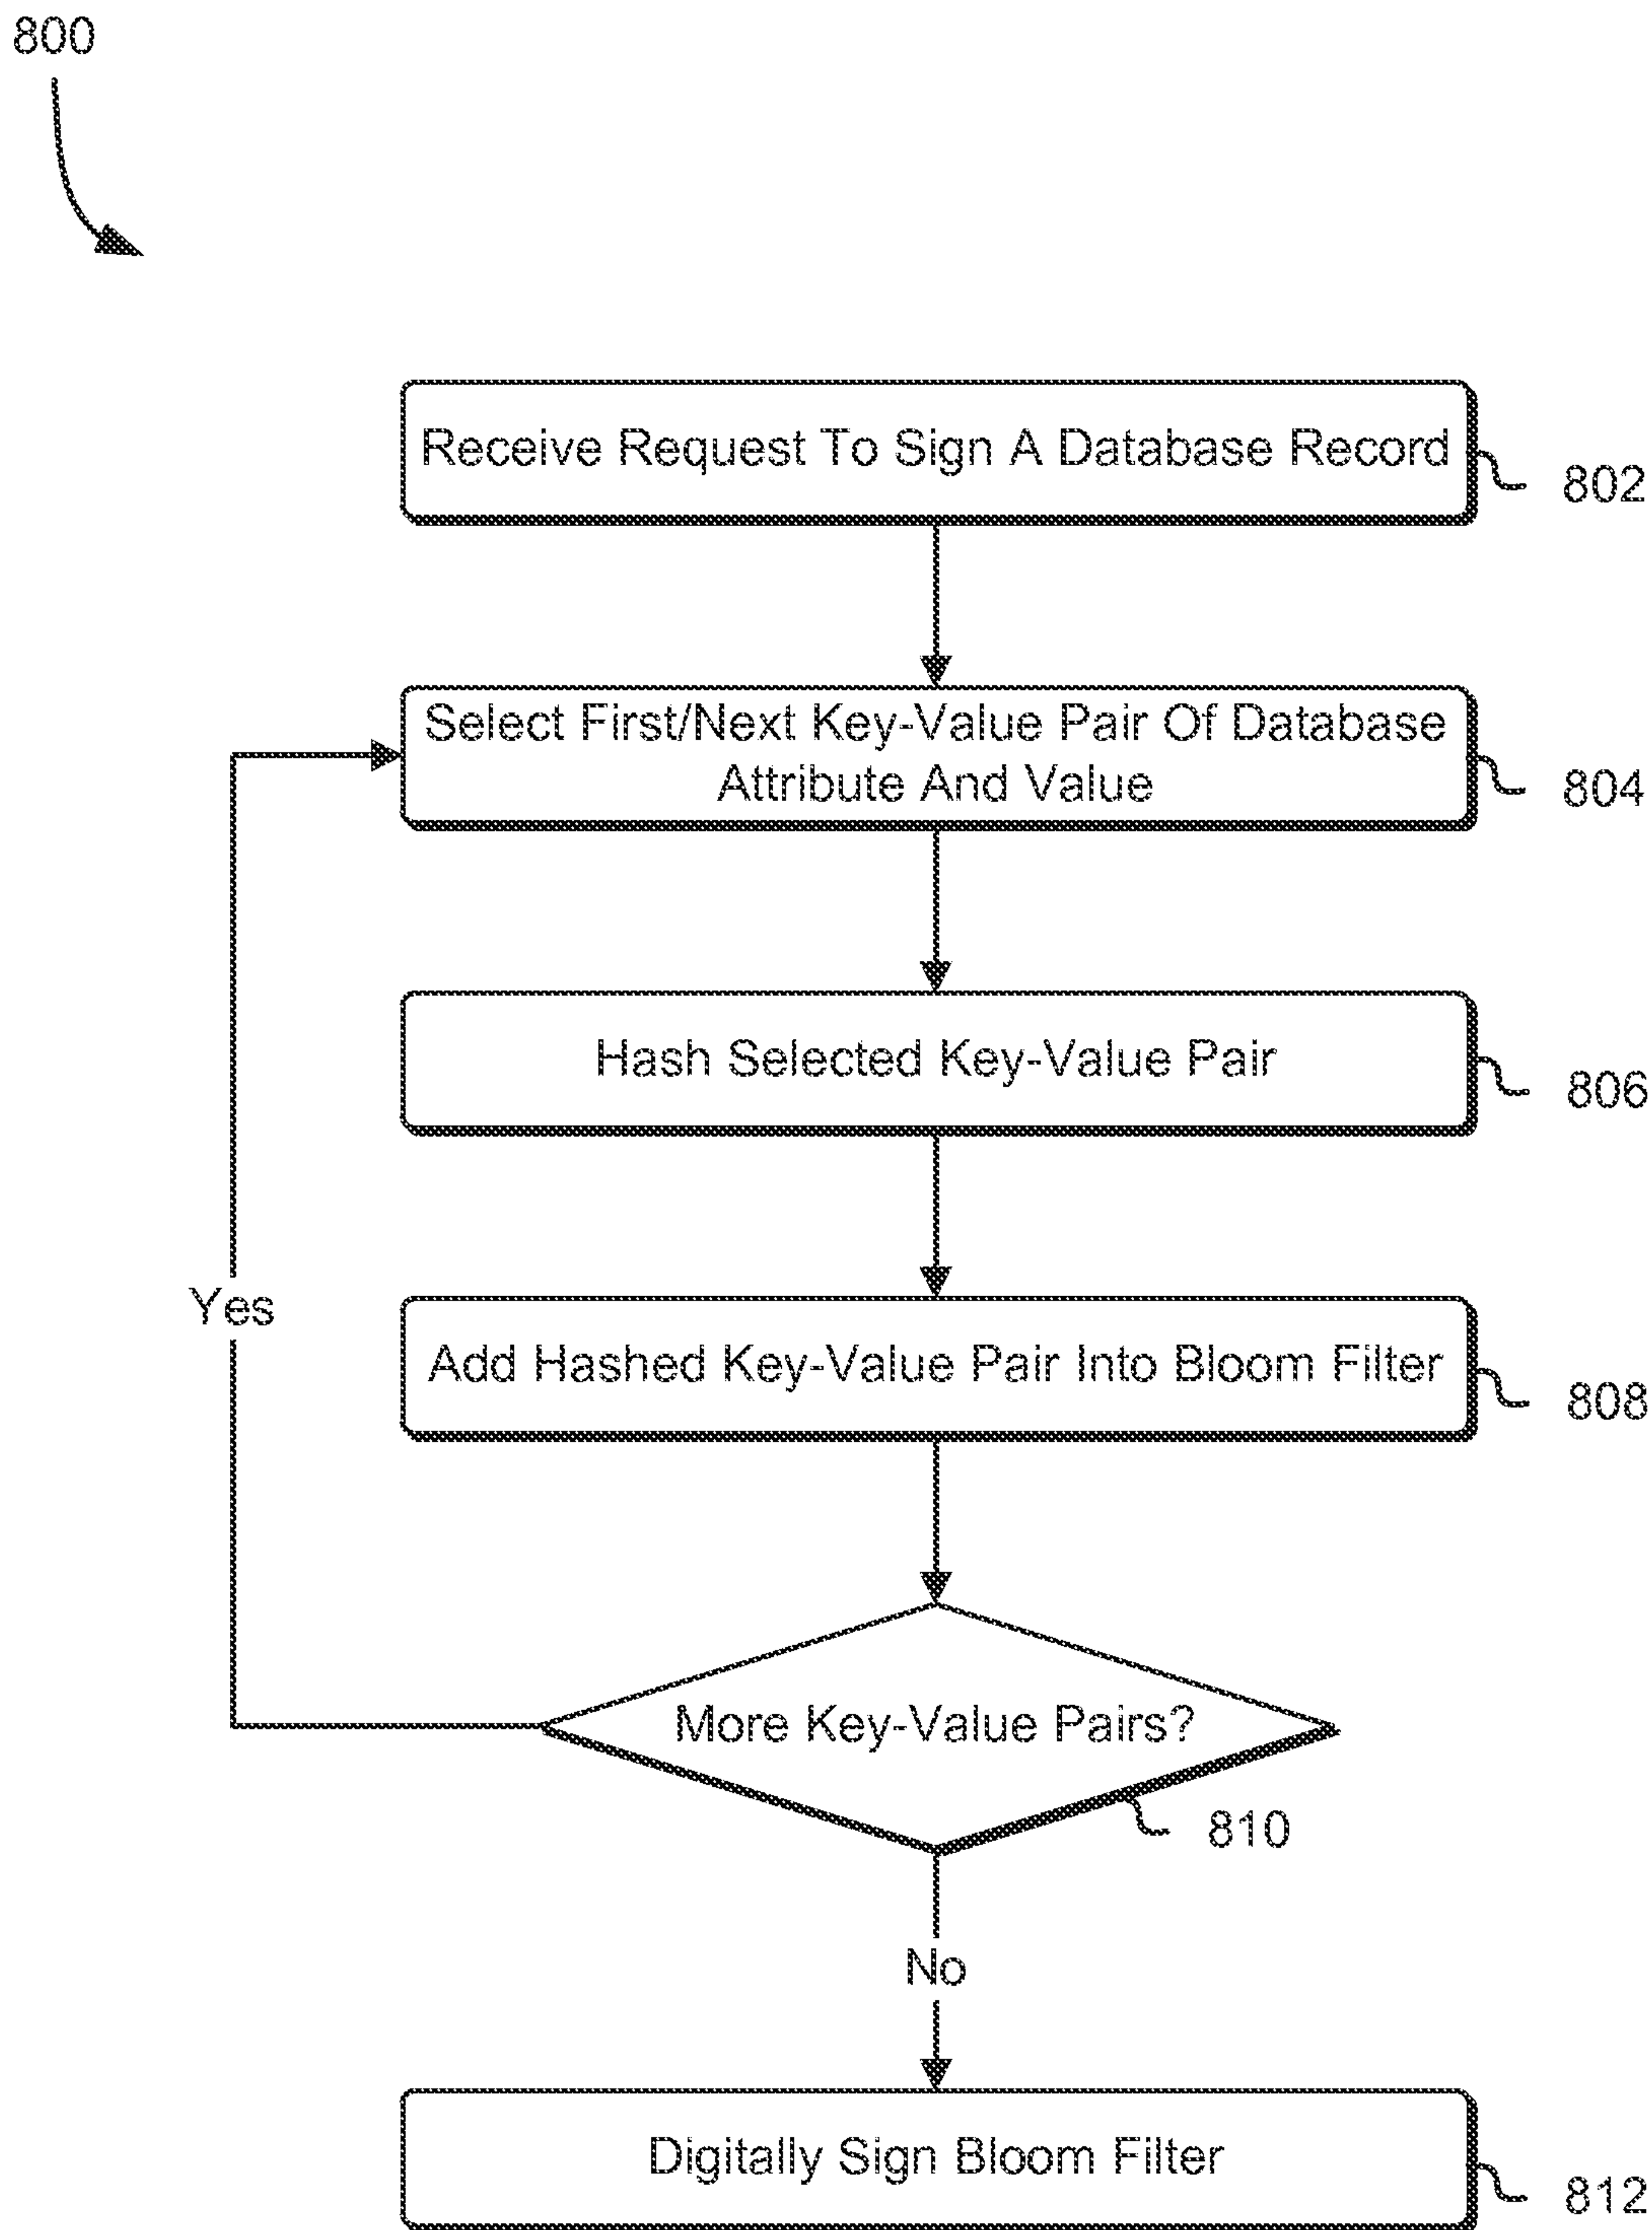 800
Receive Request To Sign A Database Record
802
Select First/Next Key-Value Pair Of Database
Attribute And Value
804
Hash Selected Key-Value Pair
806
Yes
Add Hashed Key-Value Pair Into Bloom Filter
808
More Key-Value Pairs?
810
No
Digitally Sign Bloom Filter
812